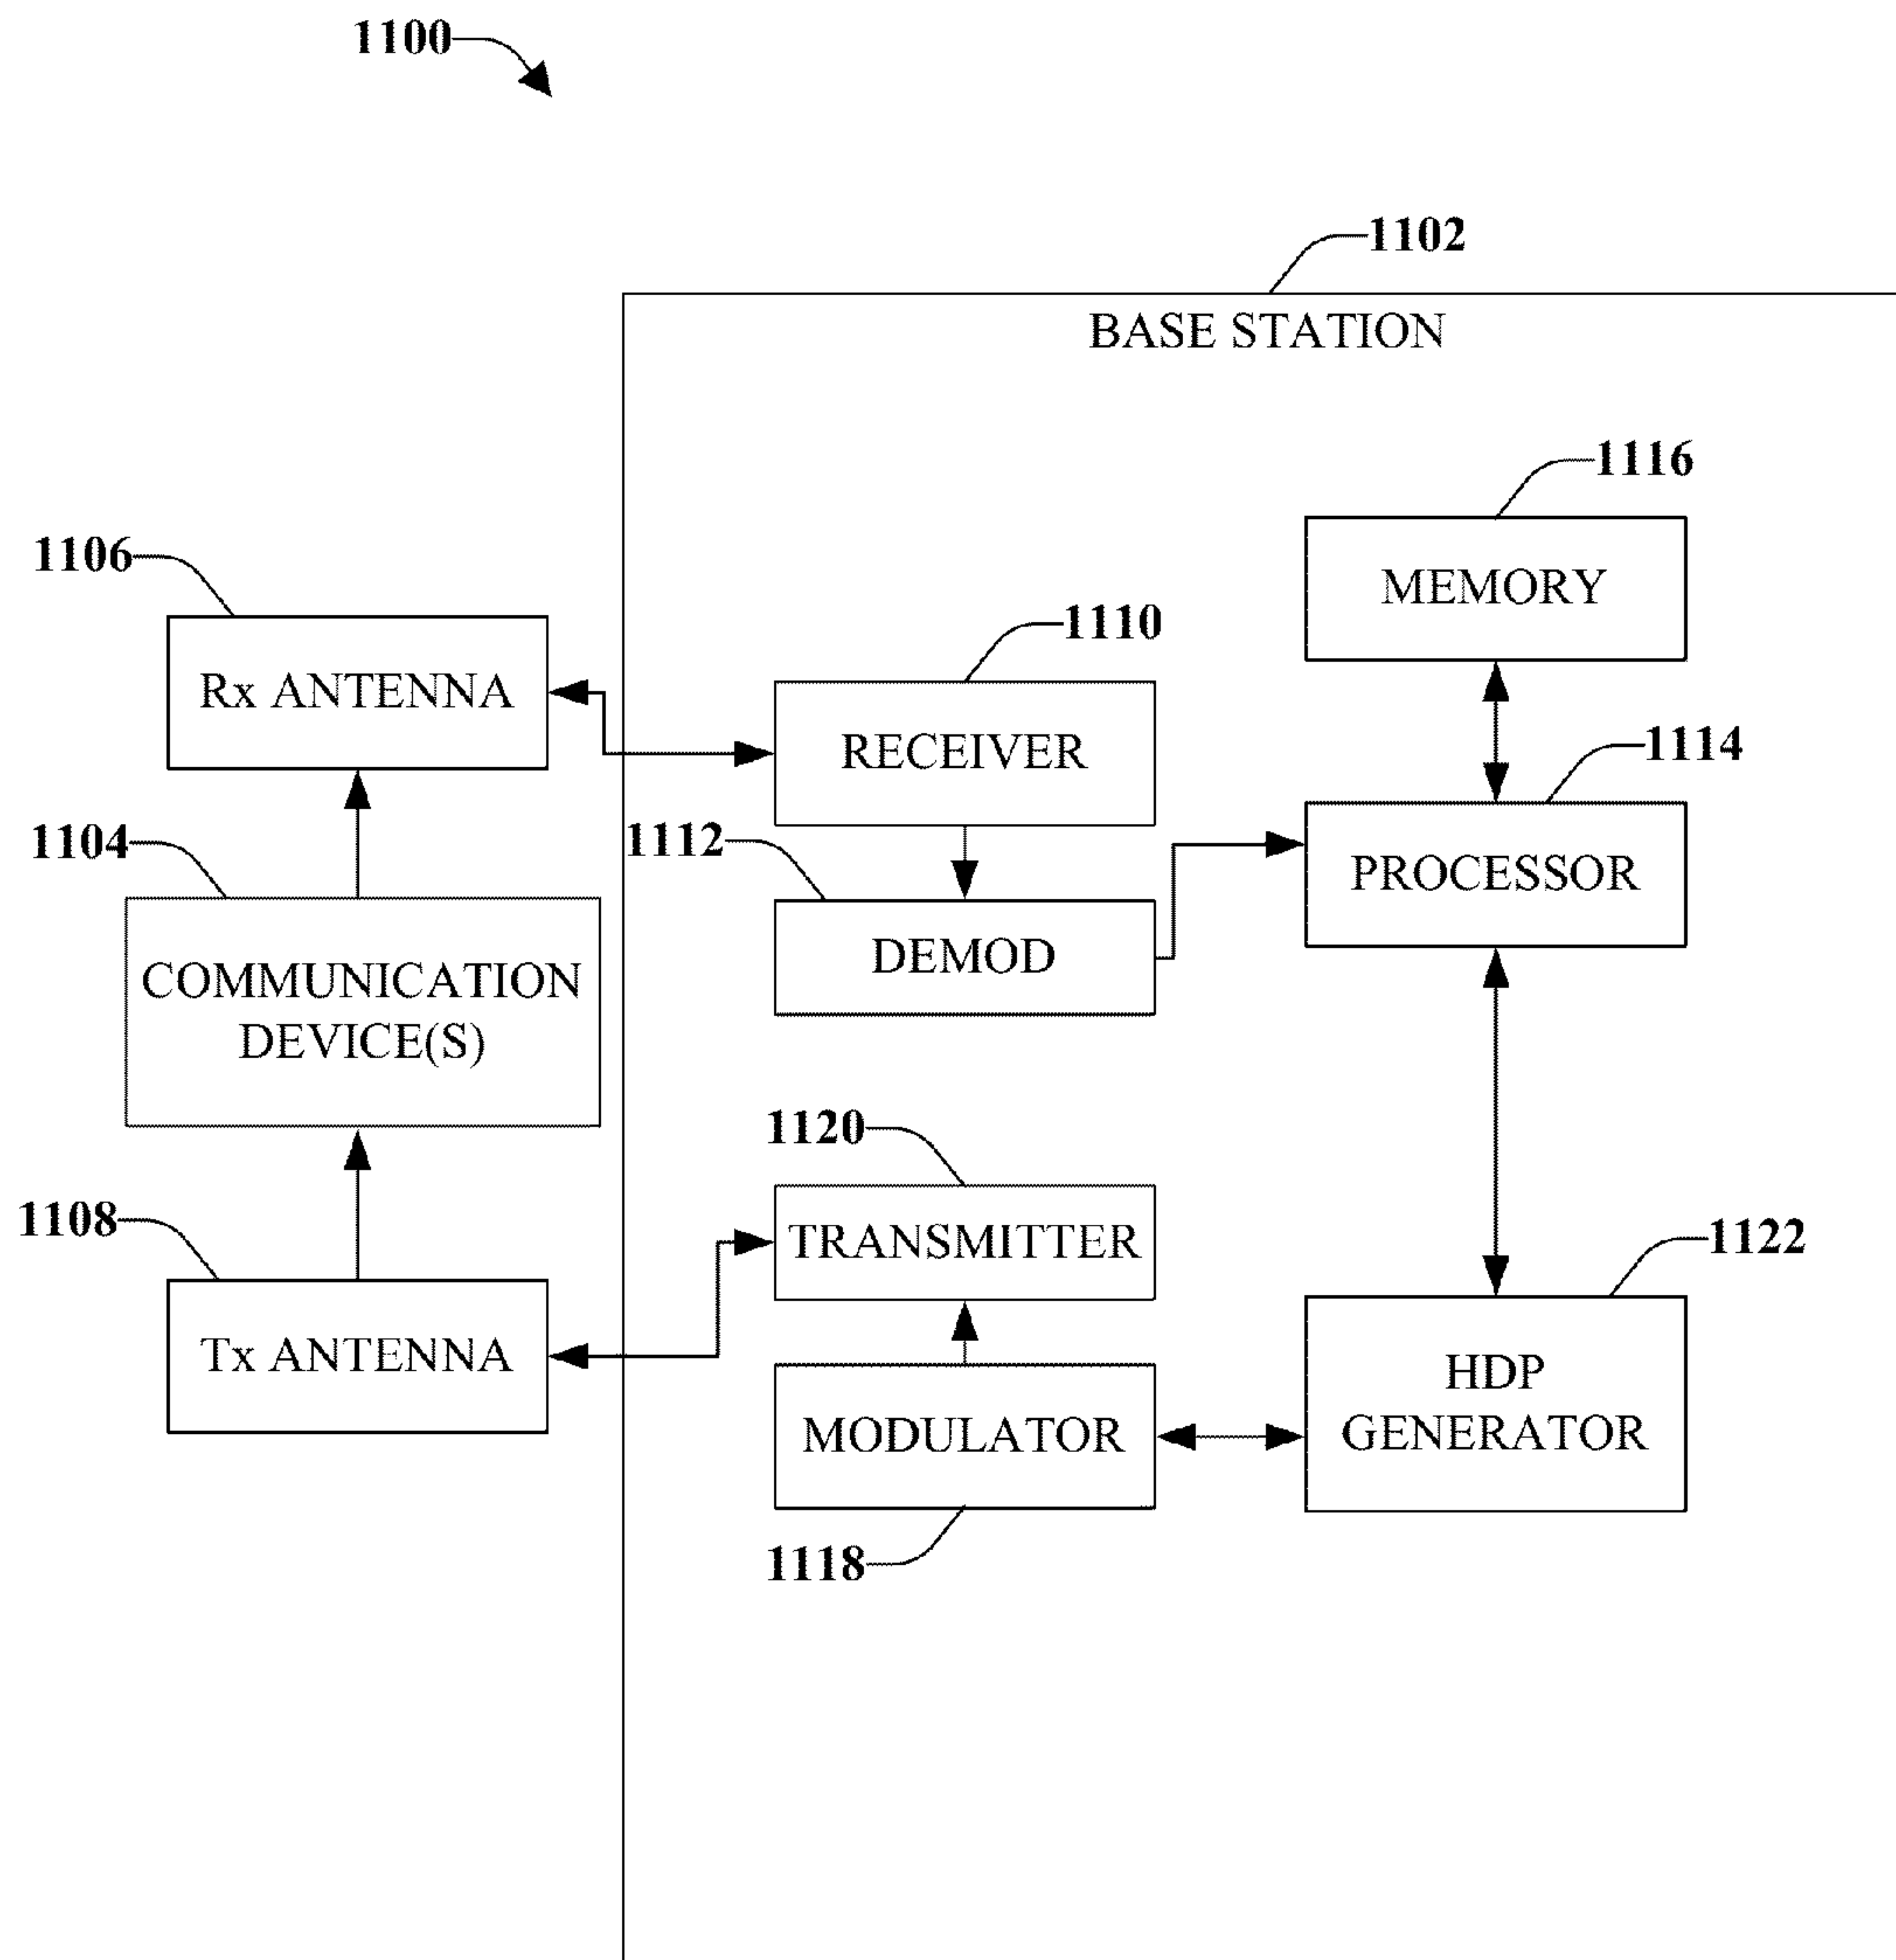 1100
1102
BASE STATION
1116
MEMORY
1106
Rx ANTENNA
1110
RECEIVER
1114
PROCESSOR
1104
COMMUNICATION
DEVICE(S)
1112
DEMOD
1120
TRANSMITTER
1108
Tx ANTENNA
1122
HDP
GENERATOR
MODULATOR
1118